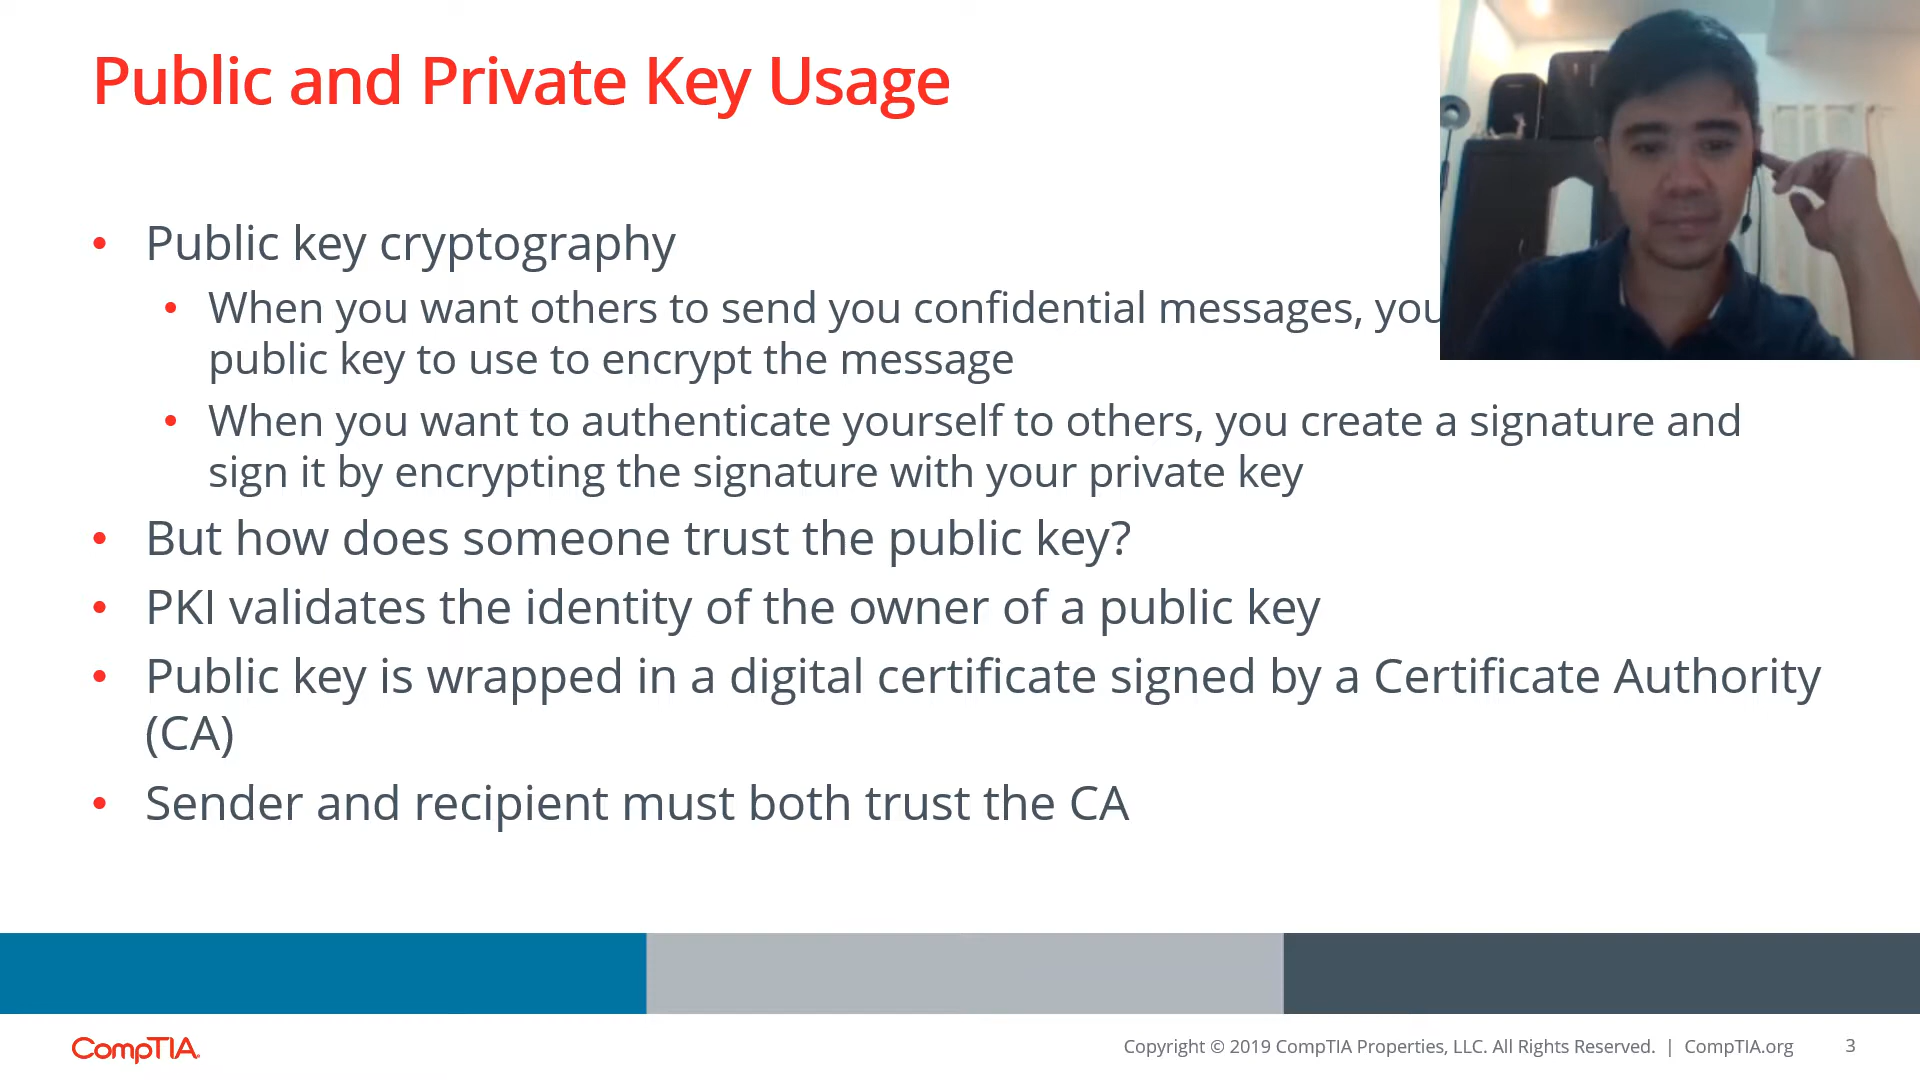 Public and Private Key Usage
• Public key cryptography
• When you want others to send you confidential messages, you
public key to use to encrypt the message
• When you want to authenticate yourself to others, you create a signature and
sign it by encrypting the signature with your private key
• But how does someone trust the public key?
• PKI validates the identity of the owner of a public key
• Public key is wrapped in a digital certificate signed by a Certificate Authority
(CA)
• Sender and recipient must both trust the CA
CompTIA.
Copyright © 2019 CompTIA Properties, LLC. All Rights Reserved. | CompTIA.org 3